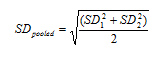 SD_pooled = √((SD_1^2 + SD_2^2) / 2)